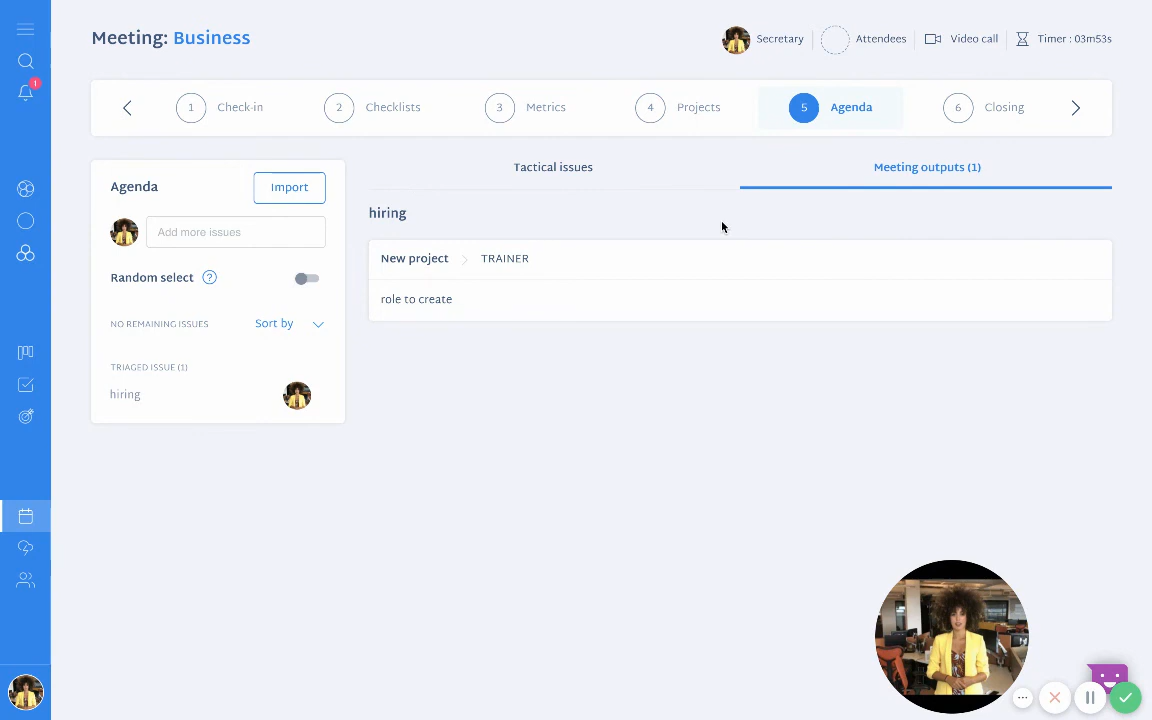 Meeting: Business
Secretary
Attendees
Video call
Timer : 03m53s
1
1 Check-in
2 Checklists
3 Metrics
4 Projects
5 Agenda
6 Closing
Agenda
Import
Add more issues
Random select ?
NO REMAINING ISSUES
Sort by
TRIAGED ISSUE (1)
hiring
Tactical issues
Meeting outputs (1)
hiring
New project
TRAINER
role to create